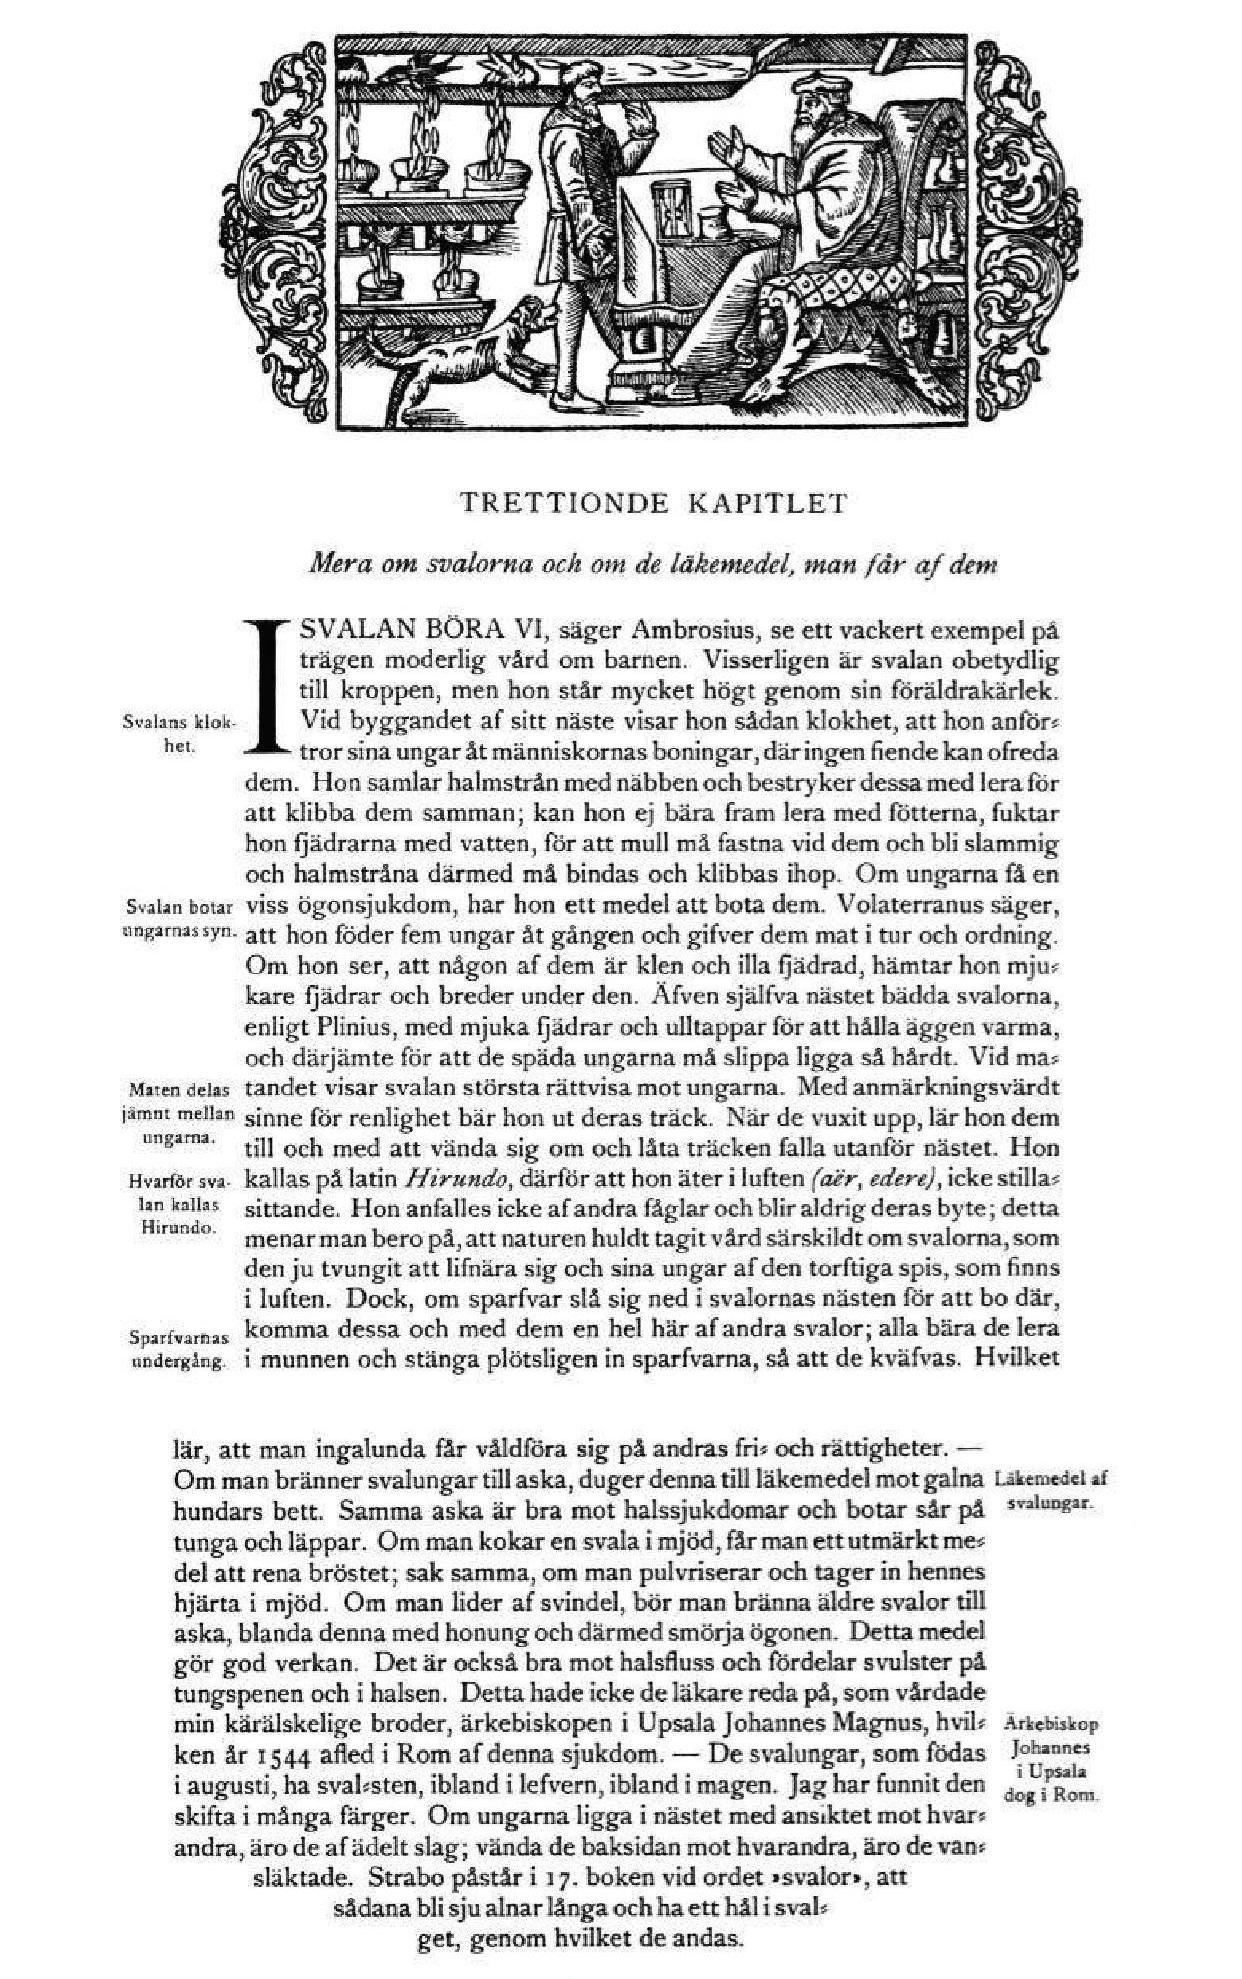 TRETTIONDE KAPITLET
Mera om svalorna och om de läkemedel, man får af dem
I SVALAN BÖRA VI, säger Ambrosius, se ett vackert exempel på
trägen moderlig vård om barnen. Visserligen är svalan obetydlig
till kroppen, men hon står mycket högt genom sin föräldrakärlek.
Svalans klok-
het.
Vid byggandet af sitt näste visar hon sådan klokhet, att hon anför⸗
tror sina ungar åt människornas boningar, där ingen fiende kan ofreda
dem. Hon samlar halmstrån med näbben och bestryker dessa med lera för
att klibba dem samman; kan hon ej bära fram lera med fötterna, fuktar
hon fjädrarna med vatten, för att mull må fastna vid dem och bli slammig
och halmstråna därmed må bindas och klibbas ihop. Om ungarna få en
Svalan botar
ungarnas syn.
viss ögonsjukdom, har hon ett medel att bota dem. Volaterranus säger,
att hon föder fem ungar åt gången och gifver dem mat i tur och ordning.
Om hon ser, att någon af dem är klen och illa fjädrad, hämtar hon mju⸗
kare fjädrar och breder under den. Äfven själfva nästet bädda svalorna,
enligt Plinius, med mjuka fjädrar och ulltappar för att hålla äggen varma,
och därjämte för att de späda ungarna må slippa ligga så hårdt. Vid ma⸗
Maten delas
jämnt mellan
ungarna.
tandet visar svalan största rättvisa mot ungarna. Med anmärkningsvärdt
sinne för renlighet bär hon ut deras träck. När de vuxit upp, lär hon dem
till och med att vända sig om och låta träcken falla utanför nästet. Hon
Hvarför sva-
lan kallas
Hirundo.
kallas på latin Hirundo, därför att hon äter i luften (aër, edere), icke stilla⸗
sittande. Hon anfalles icke af andra fåglar och blir aldrig deras byte; detta
menar man bero på, att naturen huldt tagit vård särskildt om svalorna, som
den ju tvungit att lifnära sig och sina ungar af den torftiga spis, som finns
i luften. Dock, om sparfvar slå sig ned i svalornas nästen för att bo där,
Sparfvarnas
undergång.
komma dessa och med dem en hel här af andra svalor; alla bära de lera
i munnen och stänga plötsligen in sparfvarna, så att de kväfvas. Hvilket
lär, att man ingalunda får våldföra sig på andras fri⸗ och rättigheter. —
Om man bränner svalungar till aska, duger denna till läkemedel mot galna
Läkemedel af
svalungar.
hundars bett. Samma aska är bra mot halssjukdomar och botar sår på
tunga och läppar. Om man kokar en svala i mjöd, får man ett utmärkt me⸗
del att rena bröstet; sak samma, om man pulvriserar och tager in hennes
hjärta i mjöd. Om man lider af svindel, bör man bränna äldre svalor till
aska, blanda denna med honung och därmed smörja ögonen. Detta medel
gör god verkan. Det är också bra mot halsfluss och fördelar svulster på
tungspenen och i halsen. Detta hade icke de läkare reda på, som vårdade
min kärälskelige broder, ärkebiskopen i Upsala Johannes Magnus, hvil⸗
Ärkebiskop
Johannes
i Upsala
dog i Rom.
ken år 1544 afled i Rom af denna sjukdom. — De svalungar, som födas
i augusti, ha sval⸗sten, ibland i lefvern, ibland i magen. Jag har funnit den
skifta i många färger. Om ungarna ligga i nästet med ansiktet mot hvar⸗
andra, äro de af ädelt slag; vända de baksidan mot hvarandra, äro de van⸗
släktade. Strabo påstår i 17. boken vid ordet »svalor», att
sådana bli sju alnar långa och ha ett hål i sval⸗
get, genom hvilket de andas.